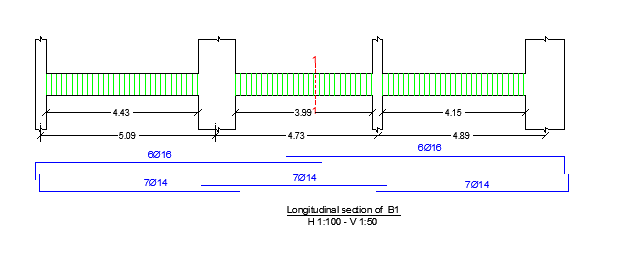 1
1
4.43 3.99 4.15
5.09 4.73 4.89
6Ø16 6Ø16
7Ø14 7Ø14 7Ø14
Longitudinal section of B1
H 1:100 - V 1:50